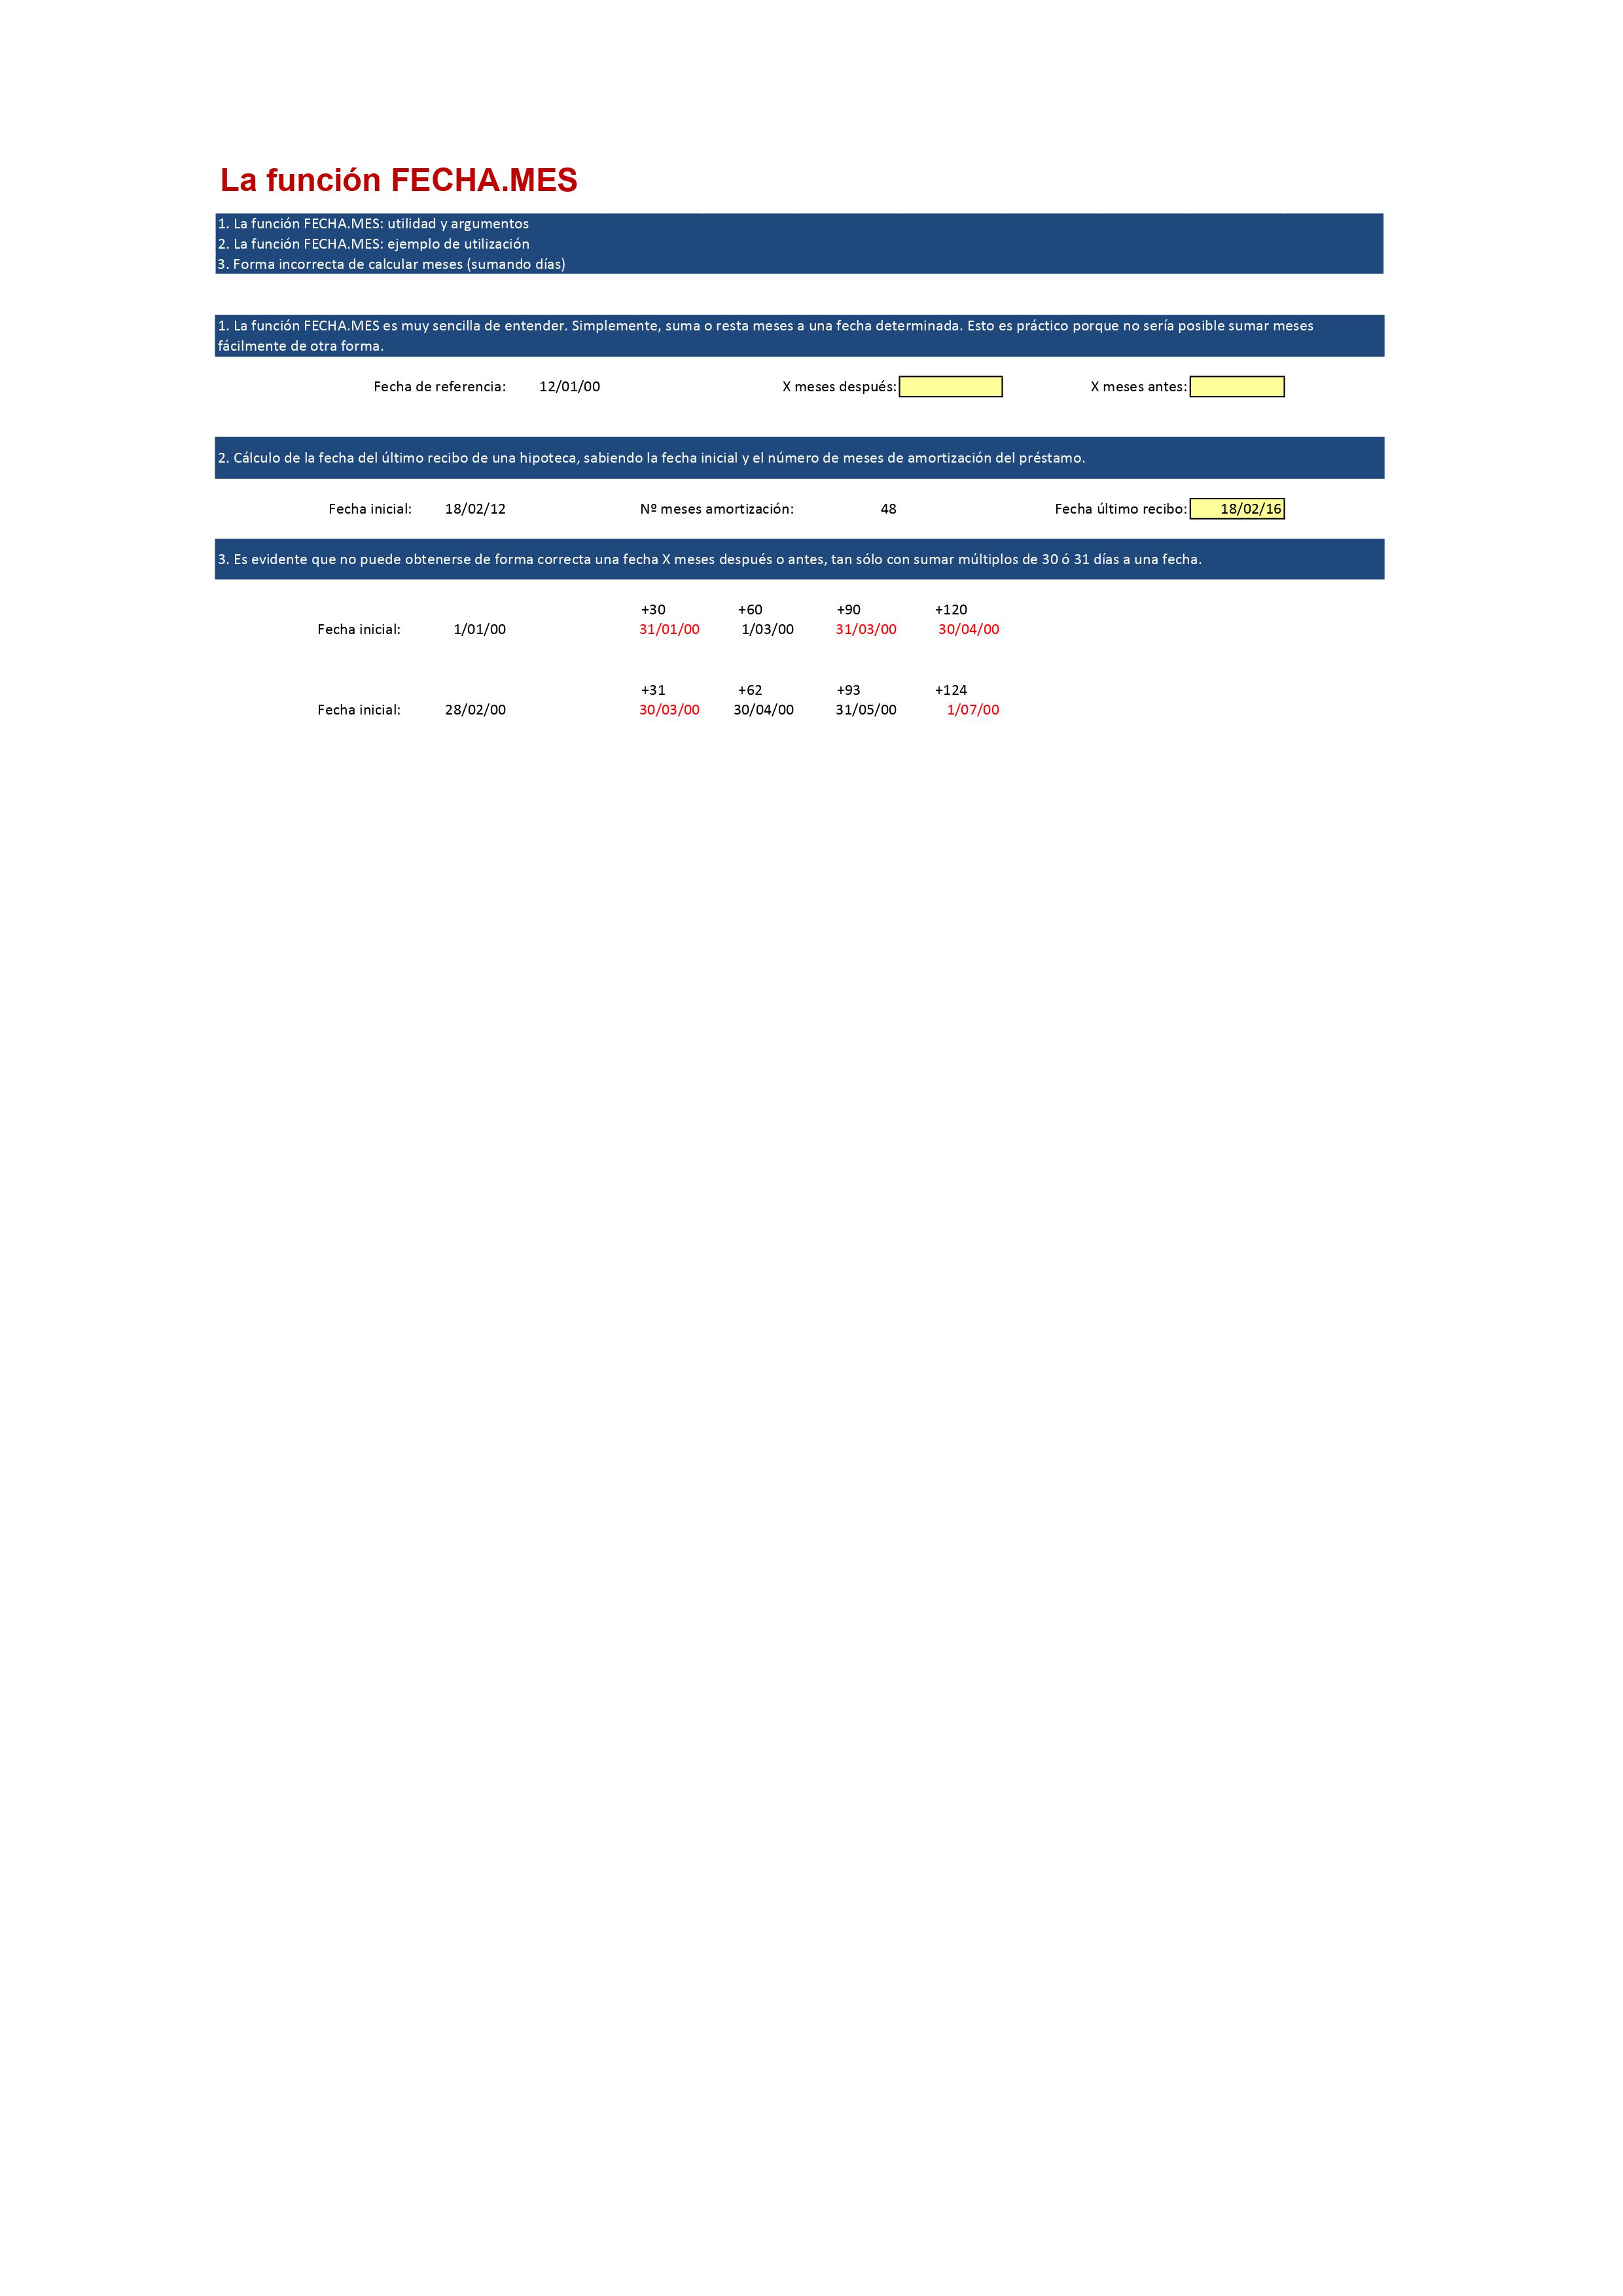 La función FECHA.MES
1. La función FECHA.MES: utilidad y argumentos
2. La función FECHA.MES: ejemplo de utilización
3. Forma incorrecta de calcular meses (sumando días)
1. La función FECHA.MES es muy sencilla de entender. Simplemente, suma o resta meses a una fecha determinada. Esto es práctico porque no sería posible sumar meses
fácilmente de otra forma.
Fecha de referencia: 12/01/00 X meses después: X meses antes:
2. Cálculo de la fecha del último recibo de una hipoteca, sabiendo la fecha inicial y el número de meses de amortización del préstamo.
Fecha inicial: 18/02/12 Nº meses amortización: 48 Fecha último recibo: 18/02/16
3. Es evidente que no puede obtenerse de forma correcta una fecha X meses después o antes, tan sólo con sumar múltiplos de 30 ó 31 días a una fecha.
+30 +60 +90 +120
Fecha inicial: 1/01/00 31/01/00 1/03/00 31/03/00 30/04/00
+31 +62 +93 +124
Fecha inicial: 28/02/00 30/03/00 30/04/00 31/05/00 1/07/00